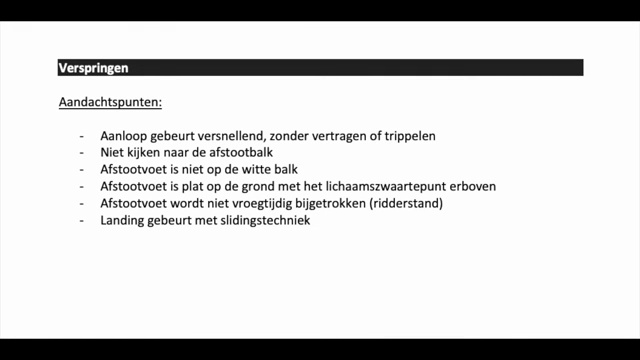 Verspringen
Aandachtspunten:
- Aanloop gebeurt versnellend, zonder vertragen of trippelen
- Niet kijken naar de afstootbalk
- Afstootvoet is niet op de witte balk
- Afstootvoet is plat op de grond met het lichaamszwaartepunt erboven
- Afstootvoet wordt niet vroegtijdig bijgetrokken (ridderstand)
- Landing gebeurt met slidingstechniek